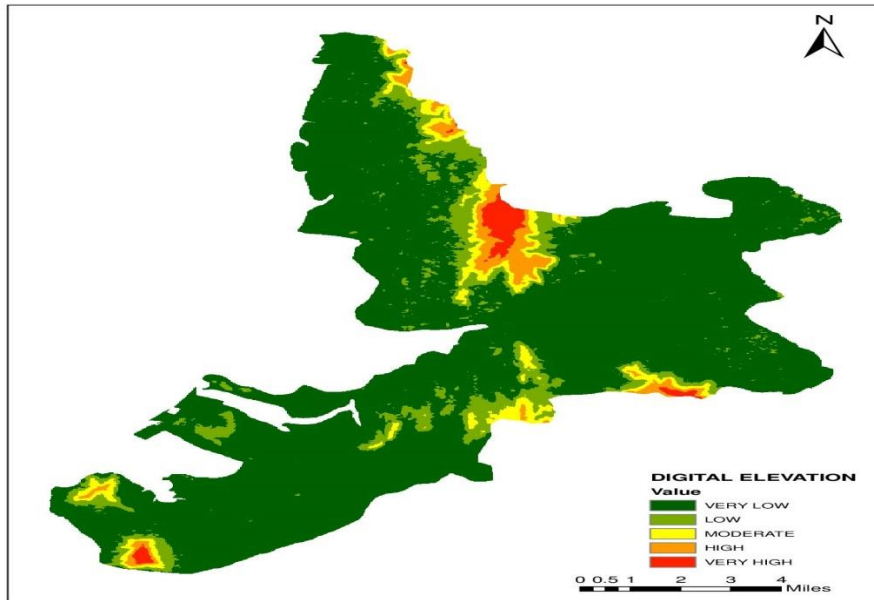 N
DIGITAL ELEVATION
Value
VERY LOW
LOW
MODERATE
HIGH
VERY HIGH
0 0.5 1 2 3 4
Miles